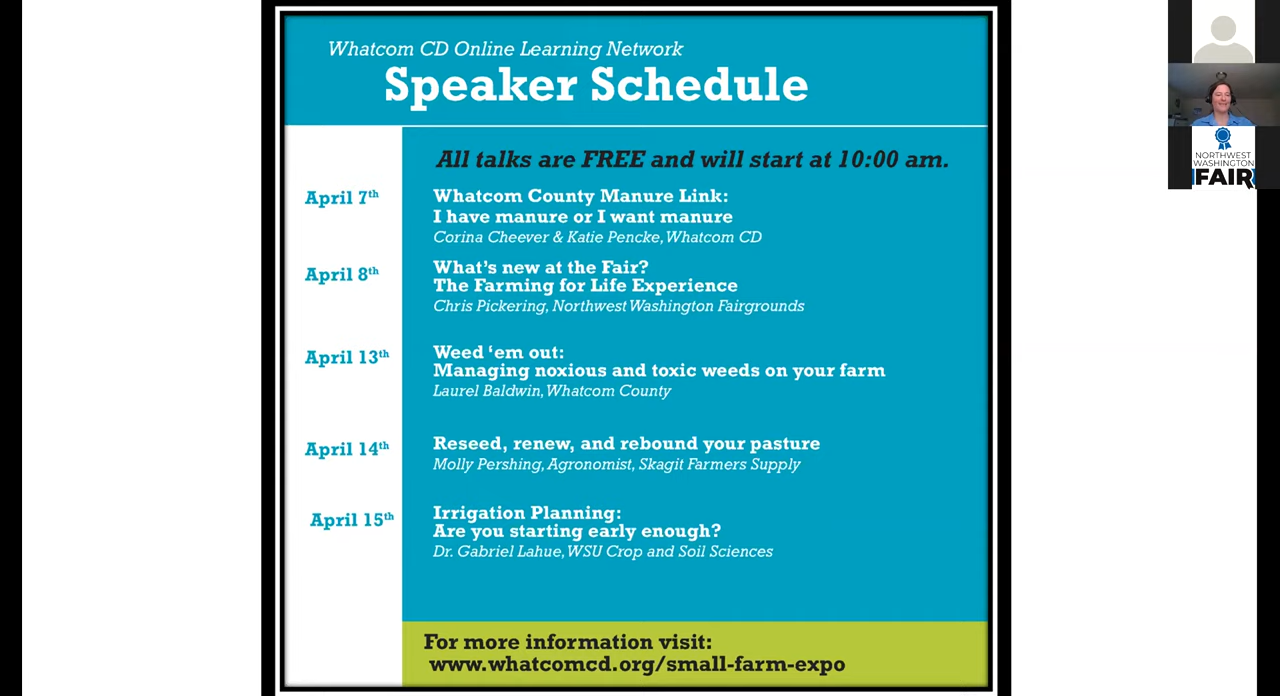 Whatcom CD Online Learning Network
Speaker Schedule
All talks are FREE and will start at 10:00 am.
April 7th
Whatcom County Manure Link:
I have manure or I want manure
Corina Cheever & Katie Pencke, Whatcom CD
April 8th
What's new at the Fair?
The Farming for Life Experience
Chris Pickering, Northwest Washington Fairgrounds
April 13th
Weed ‘em out:
Managing noxious and toxic weeds on your farm
Laurel Baldwin, Whatcom County
April 14th
Reseed, renew, and rebound your pasture
Molly Pershing, Agronomist, Skagit Farmers Supply
April 15th
Irrigation Planning:
Are you starting early enough?
Dr. Gabriel Lahue, WSU Crop and Soil Sciences
For more information visit:
www.whatcomcd.org/small-farm-expo
NORTHWEST
WASHINGTON
FAIR